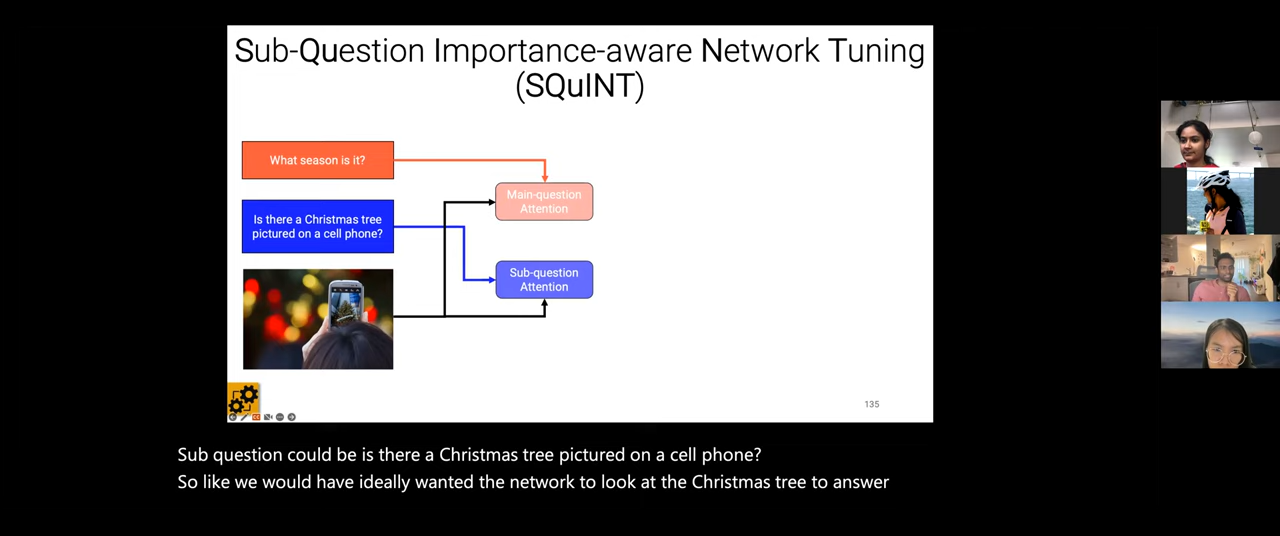 Sub-Question Importance-aware Network Tuning
(SQuINT)
What season is it?
Main-question
Attention
Is there a Christmas tree
pictured on a cell phone?
Sub-question
Attention
135
Sub question could be is there a Christmas tree pictured on a cell phone?
So like we would have ideally wanted the network to look at the Christmas tree to answer